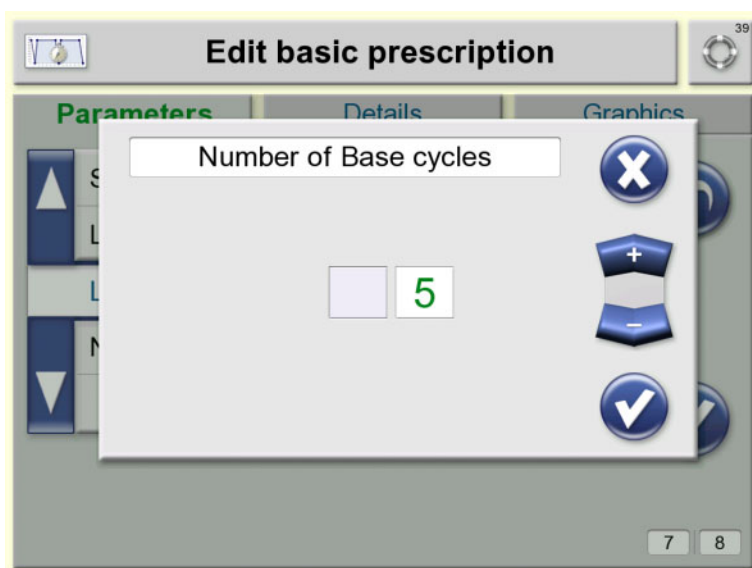 Edit basic prescription
39
Parameters Details Graphics
Number of Base cycles
S
L
L
N
+
5
-
7 8